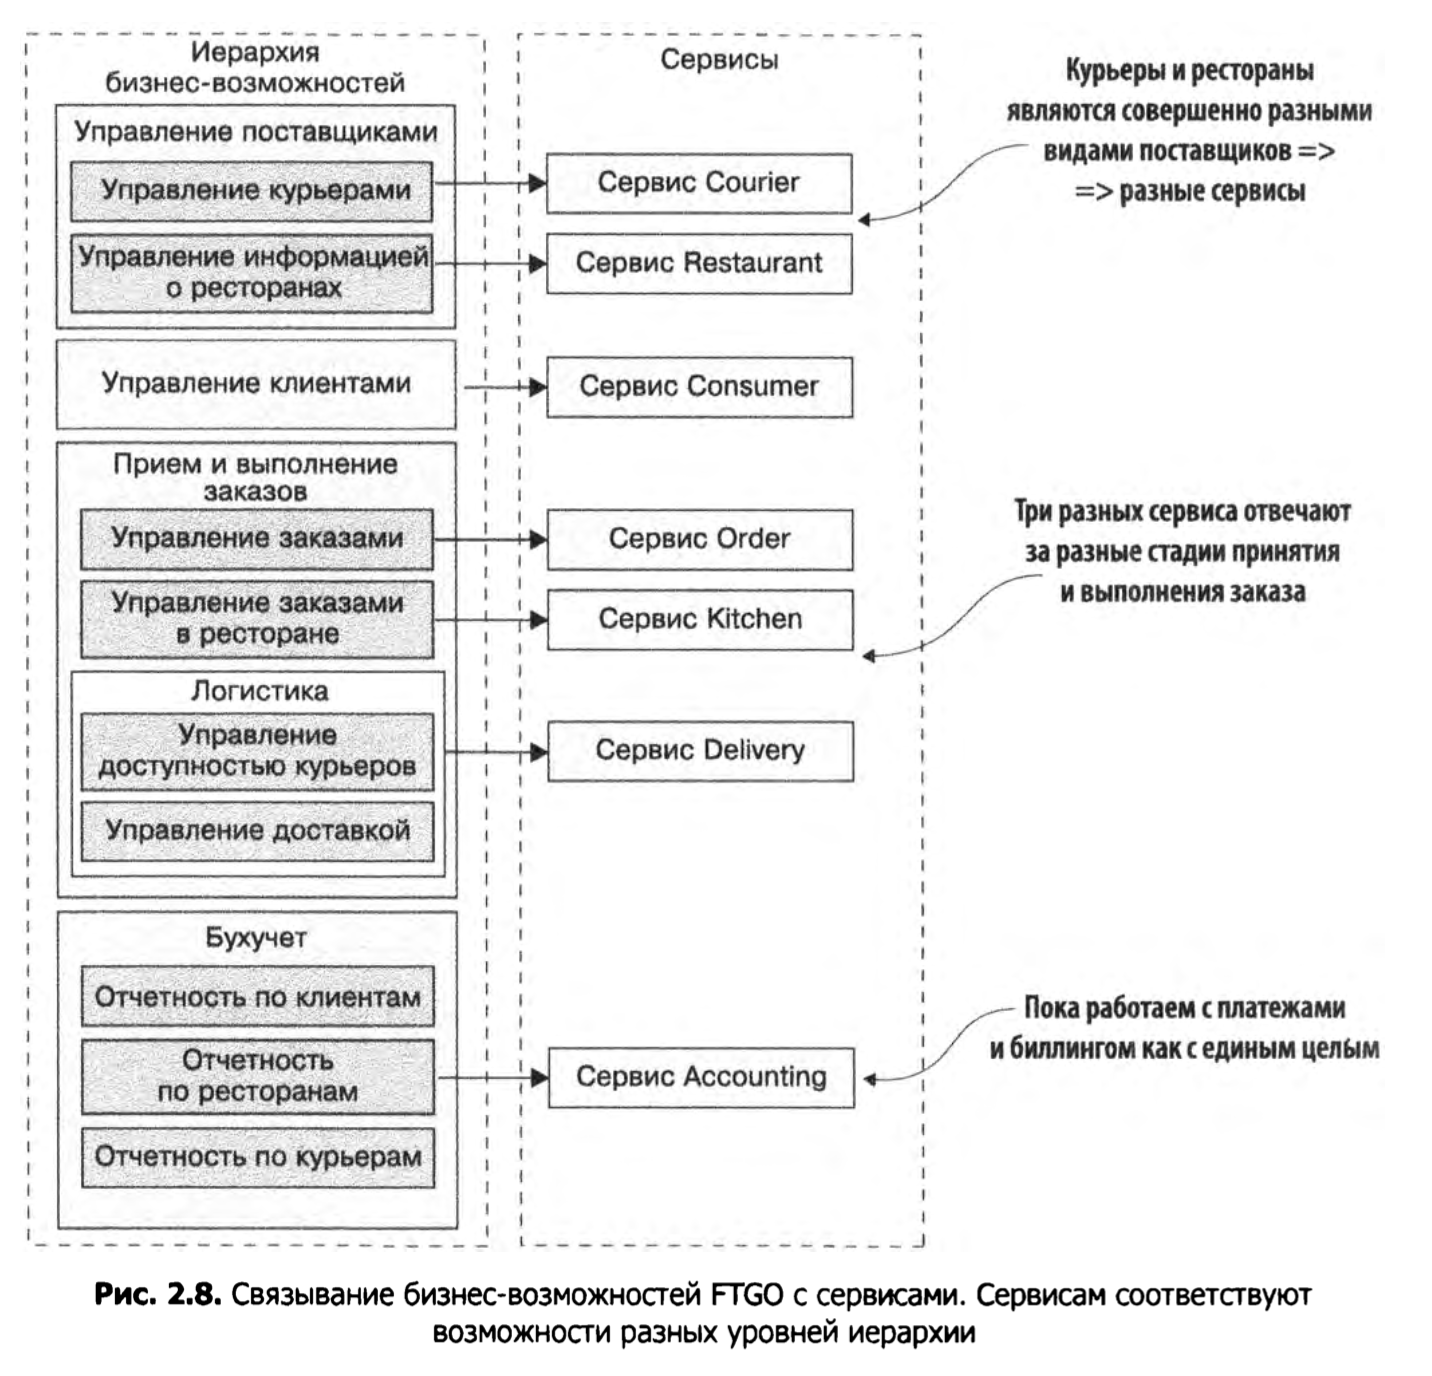 Иерархия
бизнес-возможностей
Управление поставщиками
Управление курьерами
Управление информацией
о ресторанах
Управление клиентами
Прием и выполнение
заказов
Управление заказами
Управление заказами
в ресторане
Логистика
Управление
доступностью курьеров
Управление доставкой
Бухучет
Отчетность по клиентам
Отчетность
по ресторанам
Отчетность по курьерам
Сервисы
Сервис Courier
Сервис Restaurant
Сервис Consumer
Сервис Order
Сервис Kitchen
Сервис Delivery
Сервис Accounting
Курьеры и рестораны
являются совершенно разными
видами поставщиков =>
=> разные сервисы
Три разных сервиса отвечают
за разные стадии принятия
и выполнения заказа
Пока работаем с платежами
и биллингом как с единым целым
Рис. 2.8. Связывание бизнес-возможностей FTGO с сервисами. Сервисам соответствуют
возможности разных уровней иерархии